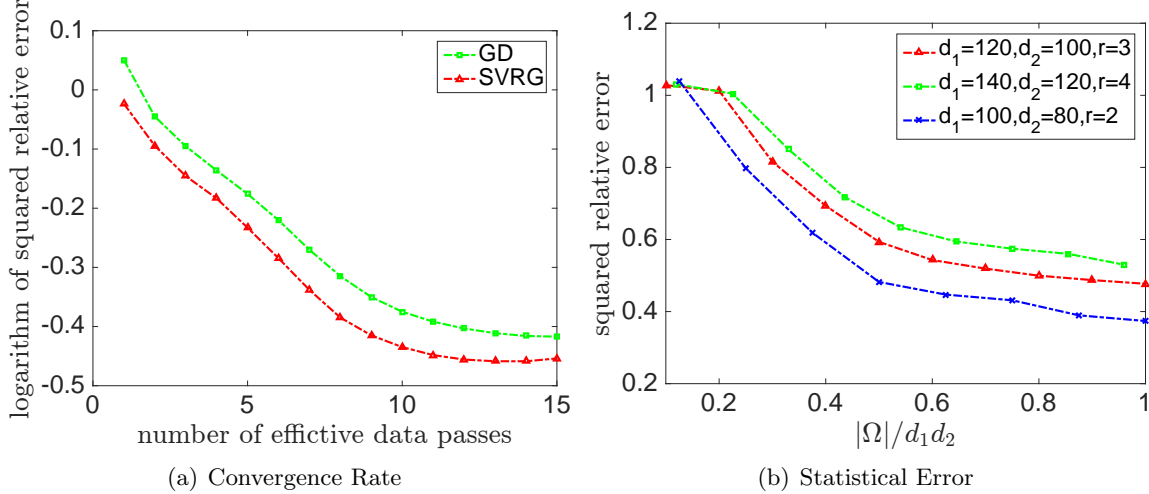 0.1
0
-0.1
-0.2
-0.3
-0.4
-0.5
0 5 10 15
logarithm of squared relative error
number of effictive data passes
GD
SVRG
(a) Convergence Rate
1.2
1
0.8
0.6
0.4
0.2
0.2 0.4 0.6 0.8 1
squared relative error
|Ω|/d₁d₂
d₁=120,d₂=100,r=3
d₁=140,d₂=120,r=4
d₁=100,d₂=80,r=2
(b) Statistical Error